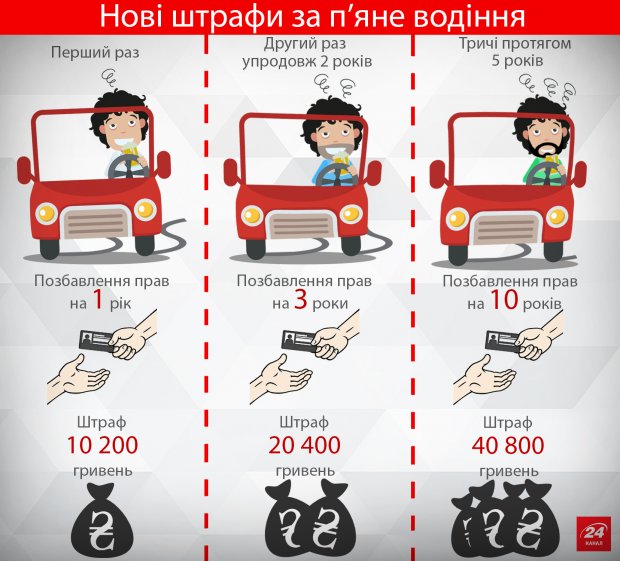 Нові штрафи за п’яне водіння
Перший раз
Позбавлення прав
на 1 рік
Штраф
10 200
гривень
₴
Другий раз
упродовж 2 років
Позбавлення прав
на 3 роки
Штраф
20 400
гривень
₴ ₴
Тричі протягом
5 років
Позбавлення прав
на 10 років
Штраф
40 800
гривень
₴ ₴ ₴ ₴
24
КАНАЛ